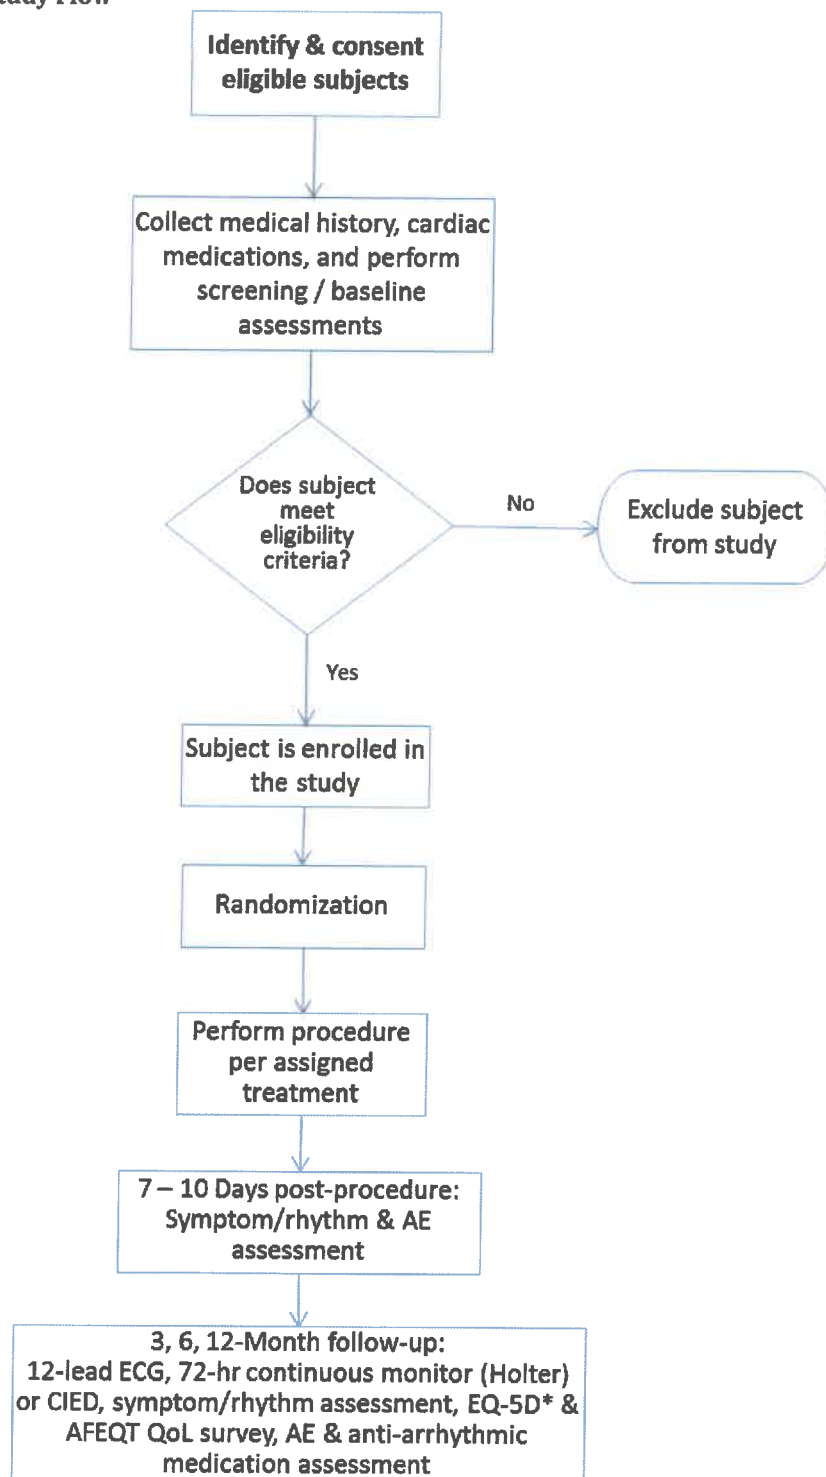 Identify & consent
eligible subjects
Collect medical history, cardiac
medications, and perform
screening / baseline
assessments
Does subject
meet
eligibility
criteria?
No
Exclude subject
from study
Yes
Subject is enrolled in
the study
Randomization
Perform procedure
per assigned
treatment
7 – 10 Days post-procedure:
Symptom/rhythm & AE
assessment
3, 6, 12-Month follow-up:
12-lead ECG, 72-hr continuous monitor (Holter)
or CIED, symptom/rhythm assessment, EQ-5D* &
AFEQT QoL survey, AE & anti-arrhythmic
medication assessment